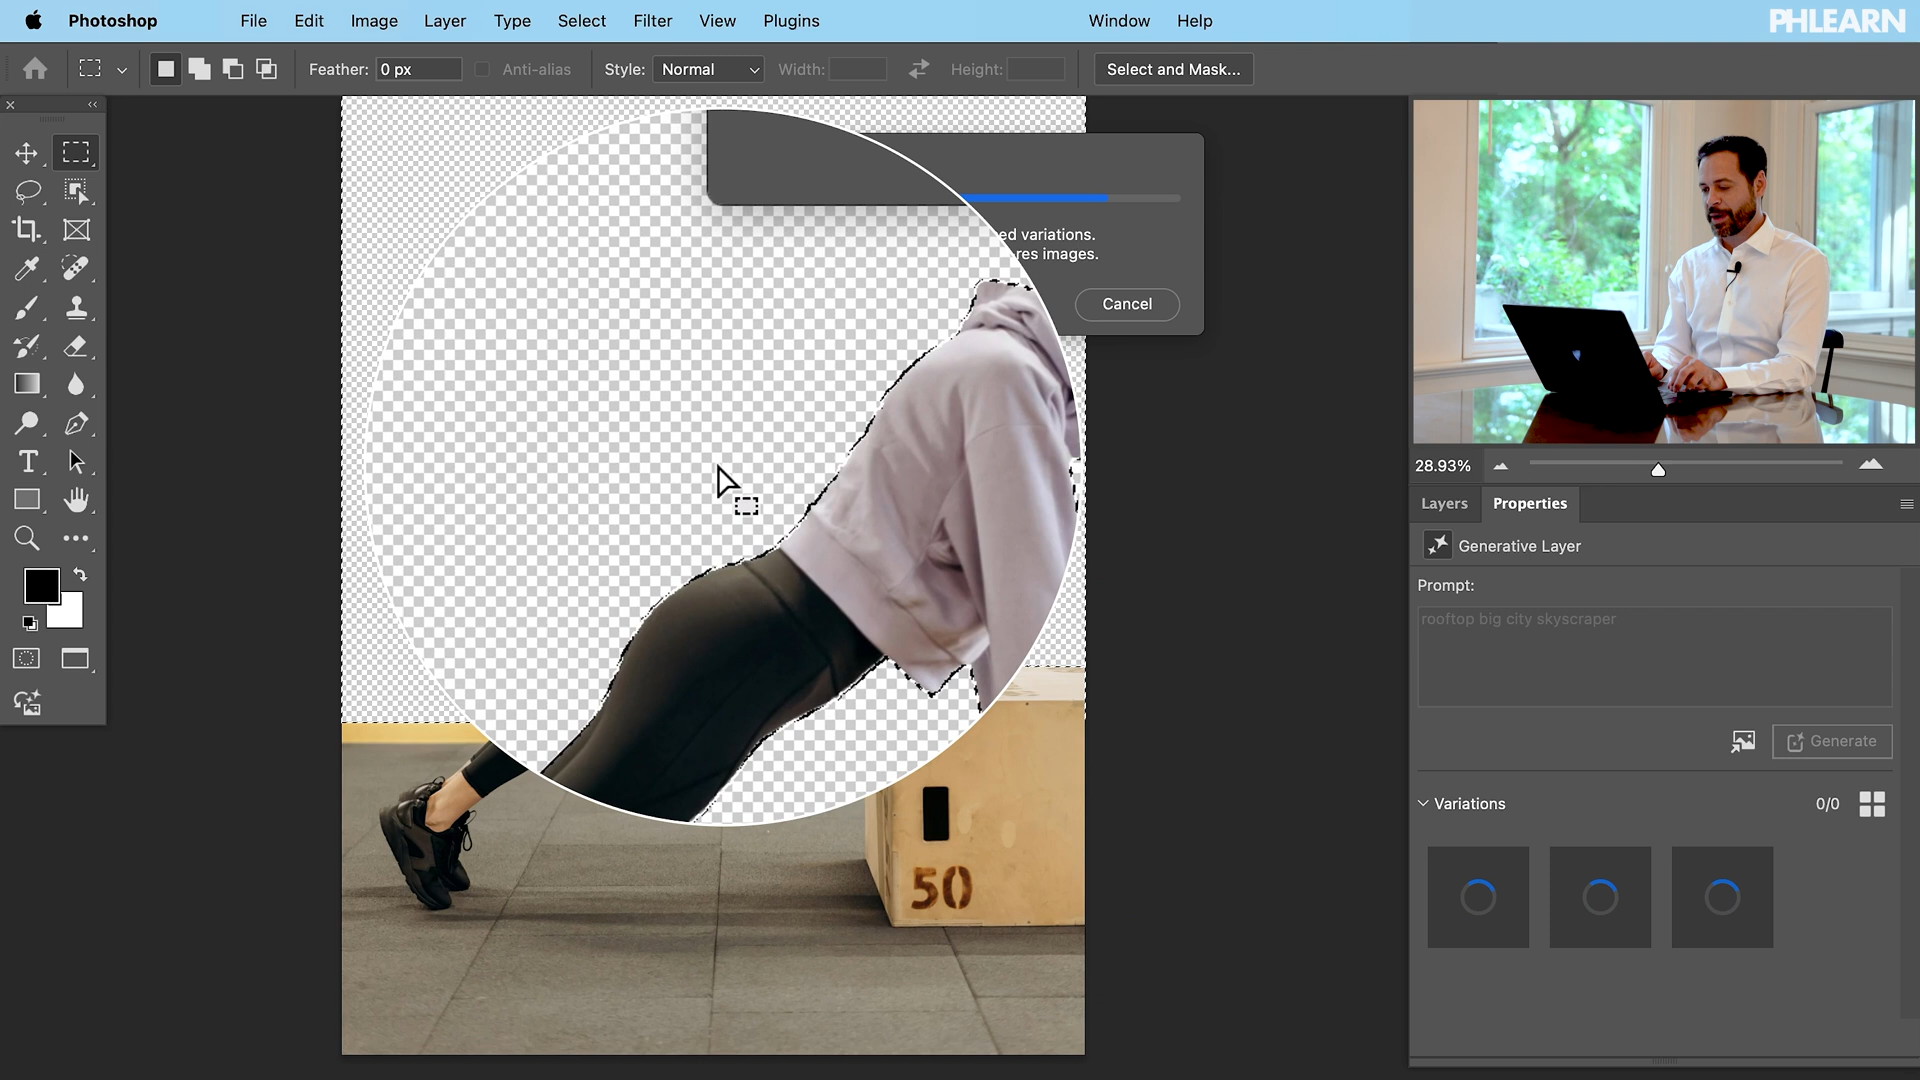 Photoshop File Edit Image Layer Type Select Filter View Plugins Window Help
PHLEARN
Feather: 0 px Anti-alias Style: Normal Width: Height: Select and Mask...
ed variations.
res images.
Cancel
50
28.93%
Layers Properties
Generative Layer
Prompt:
rooftop big city skyscraper
Generate
Variations 0/0